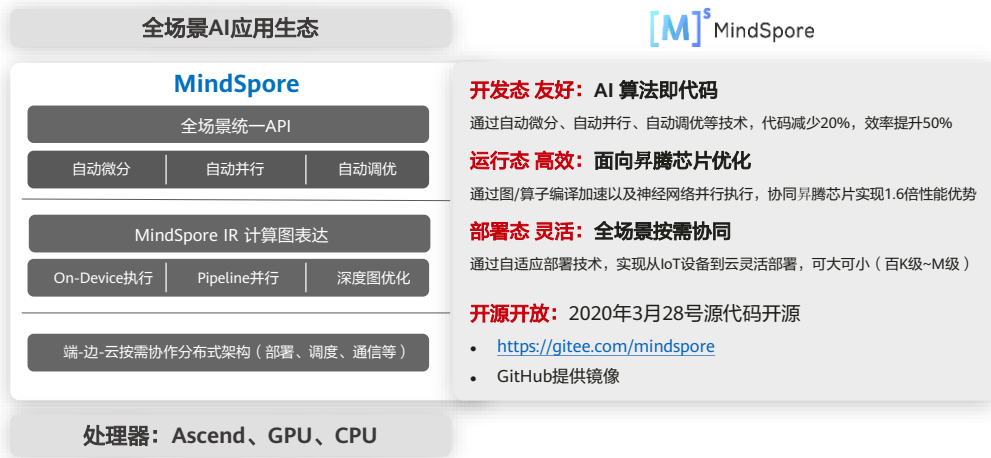 全场景AI应用生态
MindSpore
全场景统一API
自动微分 自动并行 自动调优
MindSpore IR 计算图表达
On-Device执行 Pipeline并行 深度图优化
端-边-云按需协作分布式架构（部署、调度、通信等）
处理器：Ascend、GPU、CPU
[M]s MindSpore
开发态 友好：AI 算法即代码
通过自动微分、自动并行、自动调优等技术，代码减少20%，效率提升50%
运行态 高效：面向昇腾芯片优化
通过图/算子编译加速以及神经网络并行执行，协同昇腾芯片实现1.6倍性能优势
部署态 灵活：全场景按需协同
通过自适应部署技术，实现从IoT设备到云灵活部署，可大可小（百K级~M级）
开源开放：2020年3月28号源代码开源
• https://gitee.com/mindspore
• GitHub提供镜像